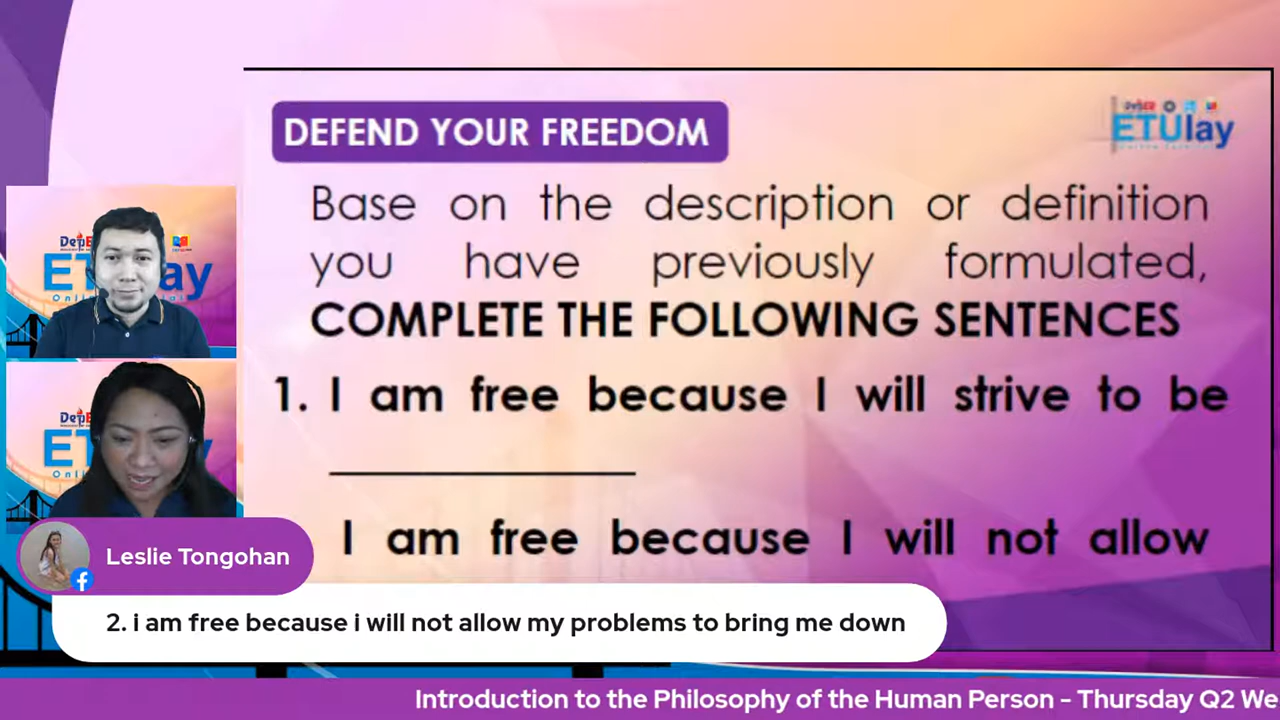 DEFEND YOUR FREEDOM
DepED
ETUlay
Base on the description or definition
you have previously formulated,
COMPLETE THE FOLLOWING SENTENCES
1. I am free because I will strive to be
I am free because I will not allow
Leslie Tongohan
2. i am free because i will not allow my problems to bring me down
Introduction to the Philosophy of the Human Person - Thursday Q2 We